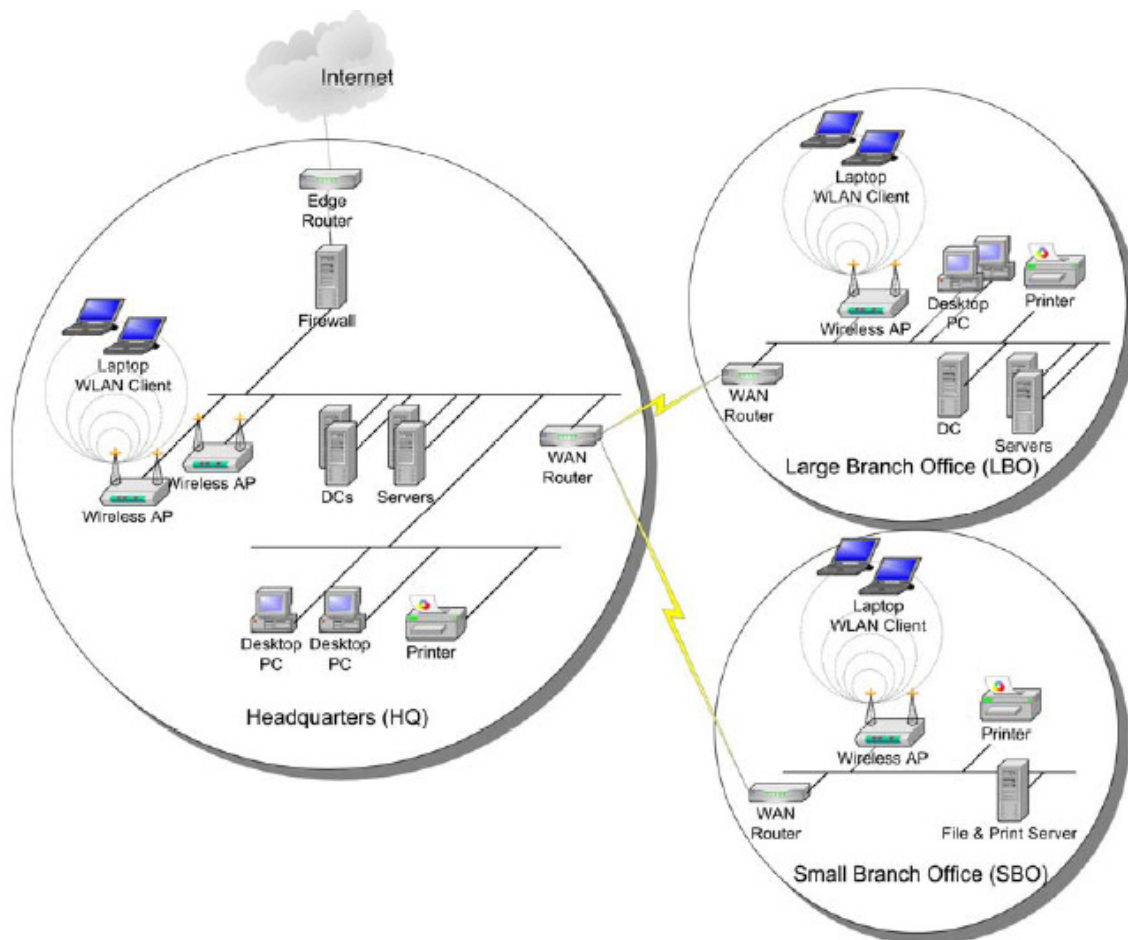 Internet
Edge
Router
Firewall
Laptop
WLAN Client
Wireless AP
Wireless AP
DCs
Servers
WAN
Router
Desktop
PC
Desktop
PC
Printer
Headquarters (HQ)
Laptop
WLAN Client
Wireless AP
Desktop
PC
Printer
WAN
Router
DC
Servers
Large Branch Office (LBO)
Laptop
WLAN Client
Wireless AP
Printer
WAN
Router
File & Print Server
Small Branch Office (SBO)